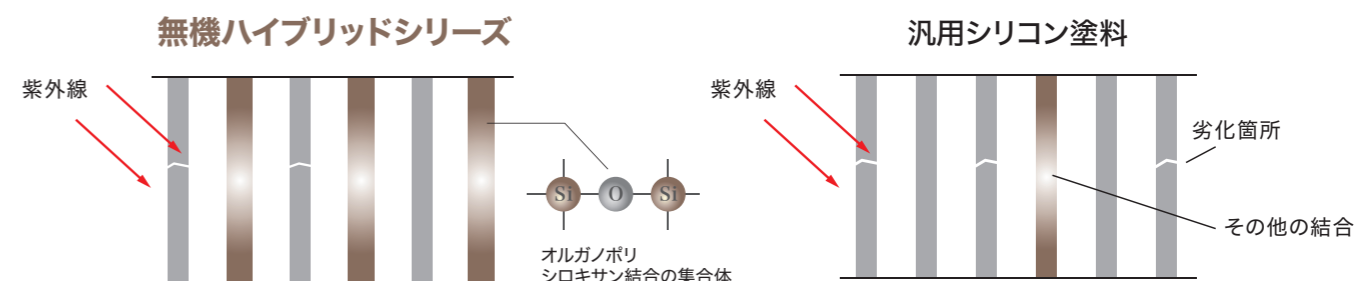 無機ハイブリッドシリーズ
紫外線
Si O Si
オルガノポリ
シロキサン結合の集合体
汎用シリコン塗料
紫外線
劣化箇所
その他の結合